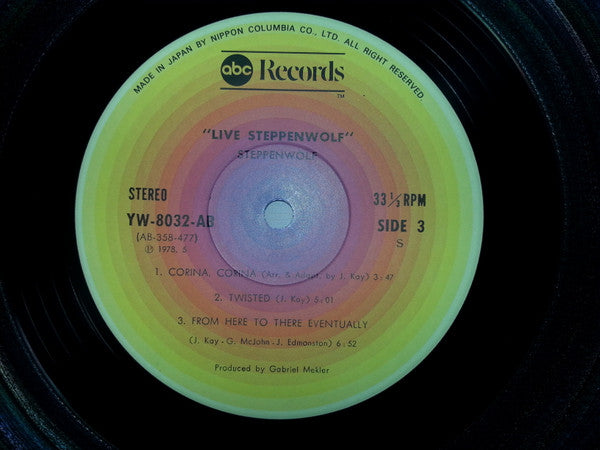 MADE IN JAPAN BY NIPPON COLUMBIA CO., LTD. ALL RIGHT RESERVED.
abc Records
TM
"LIVE STEPPENWOLF"
STEPPENWOLF
STEREO
33 1/3 RPM
YW-8032-AB
SIDE 3
(AB-358-477)
S
Ⓟ 1978. 5
1. CORINA, CORINA (Arr. & Adapt. by J. Kay) 3:47
2. TWISTED (J. Kay) 5:01
3. FROM HERE TO THERE EVENTUALLY
(J. Kay - G. McJohn - J. Edmonston) 6:52
Produced by Gabriel Mekler